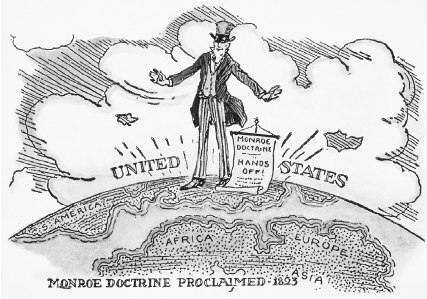 MONROE
DOCTRINE
HANDS
OFF!
UNITED STATES
S. AMERICA
AFRICA
EUROPE
ASIA
MONROE DOCTRINE PROCLAIMED-1823